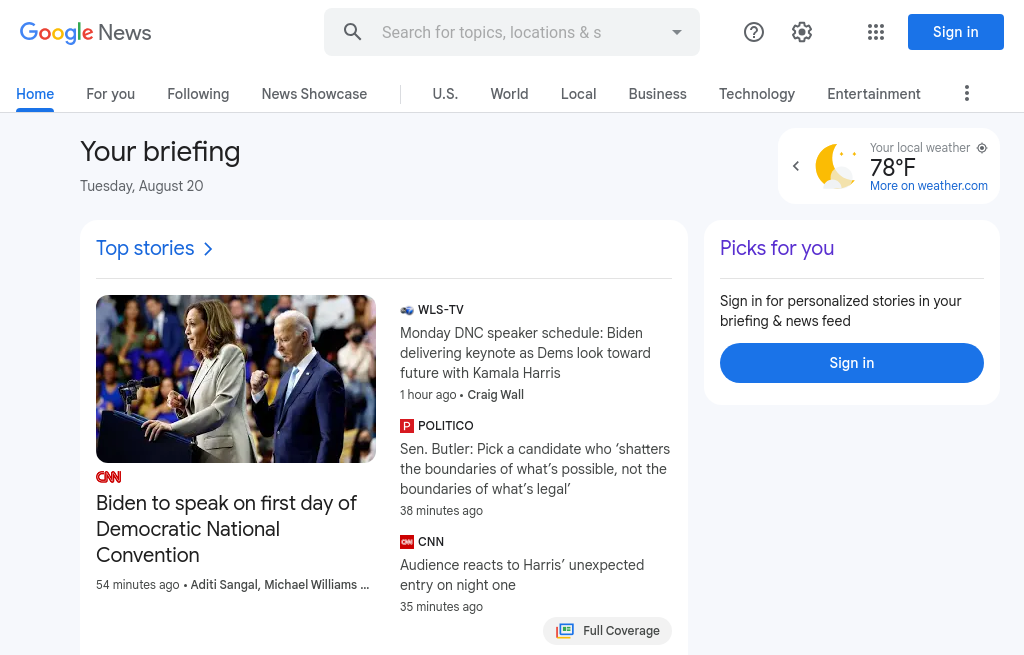 Google News
Search for topics, locations & s
Sign in
Home
For you
Following
News Showcase
U.S.
World
Local
Business
Technology
Entertainment
Your briefing
Tuesday, August 20
Your local weather
78°F
More on weather.com
Top stories
CNN
Biden to speak on first day of
Democratic National
Convention
54 minutes ago • Aditi Sangal, Michael Williams ...
WLS-TV
Monday DNC speaker schedule: Biden
delivering keynote as Dems look toward
future with Kamala Harris
1 hour ago • Craig Wall
P POLITICO
Sen. Butler: Pick a candidate who ‘shatters
the boundaries of what’s possible, not the
boundaries of what’s legal’
38 minutes ago
CNN CNN
Audience reacts to Harris’ unexpected
entry on night one
35 minutes ago
Full Coverage
Picks for you
Sign in for personalized stories in your
briefing & news feed
Sign in